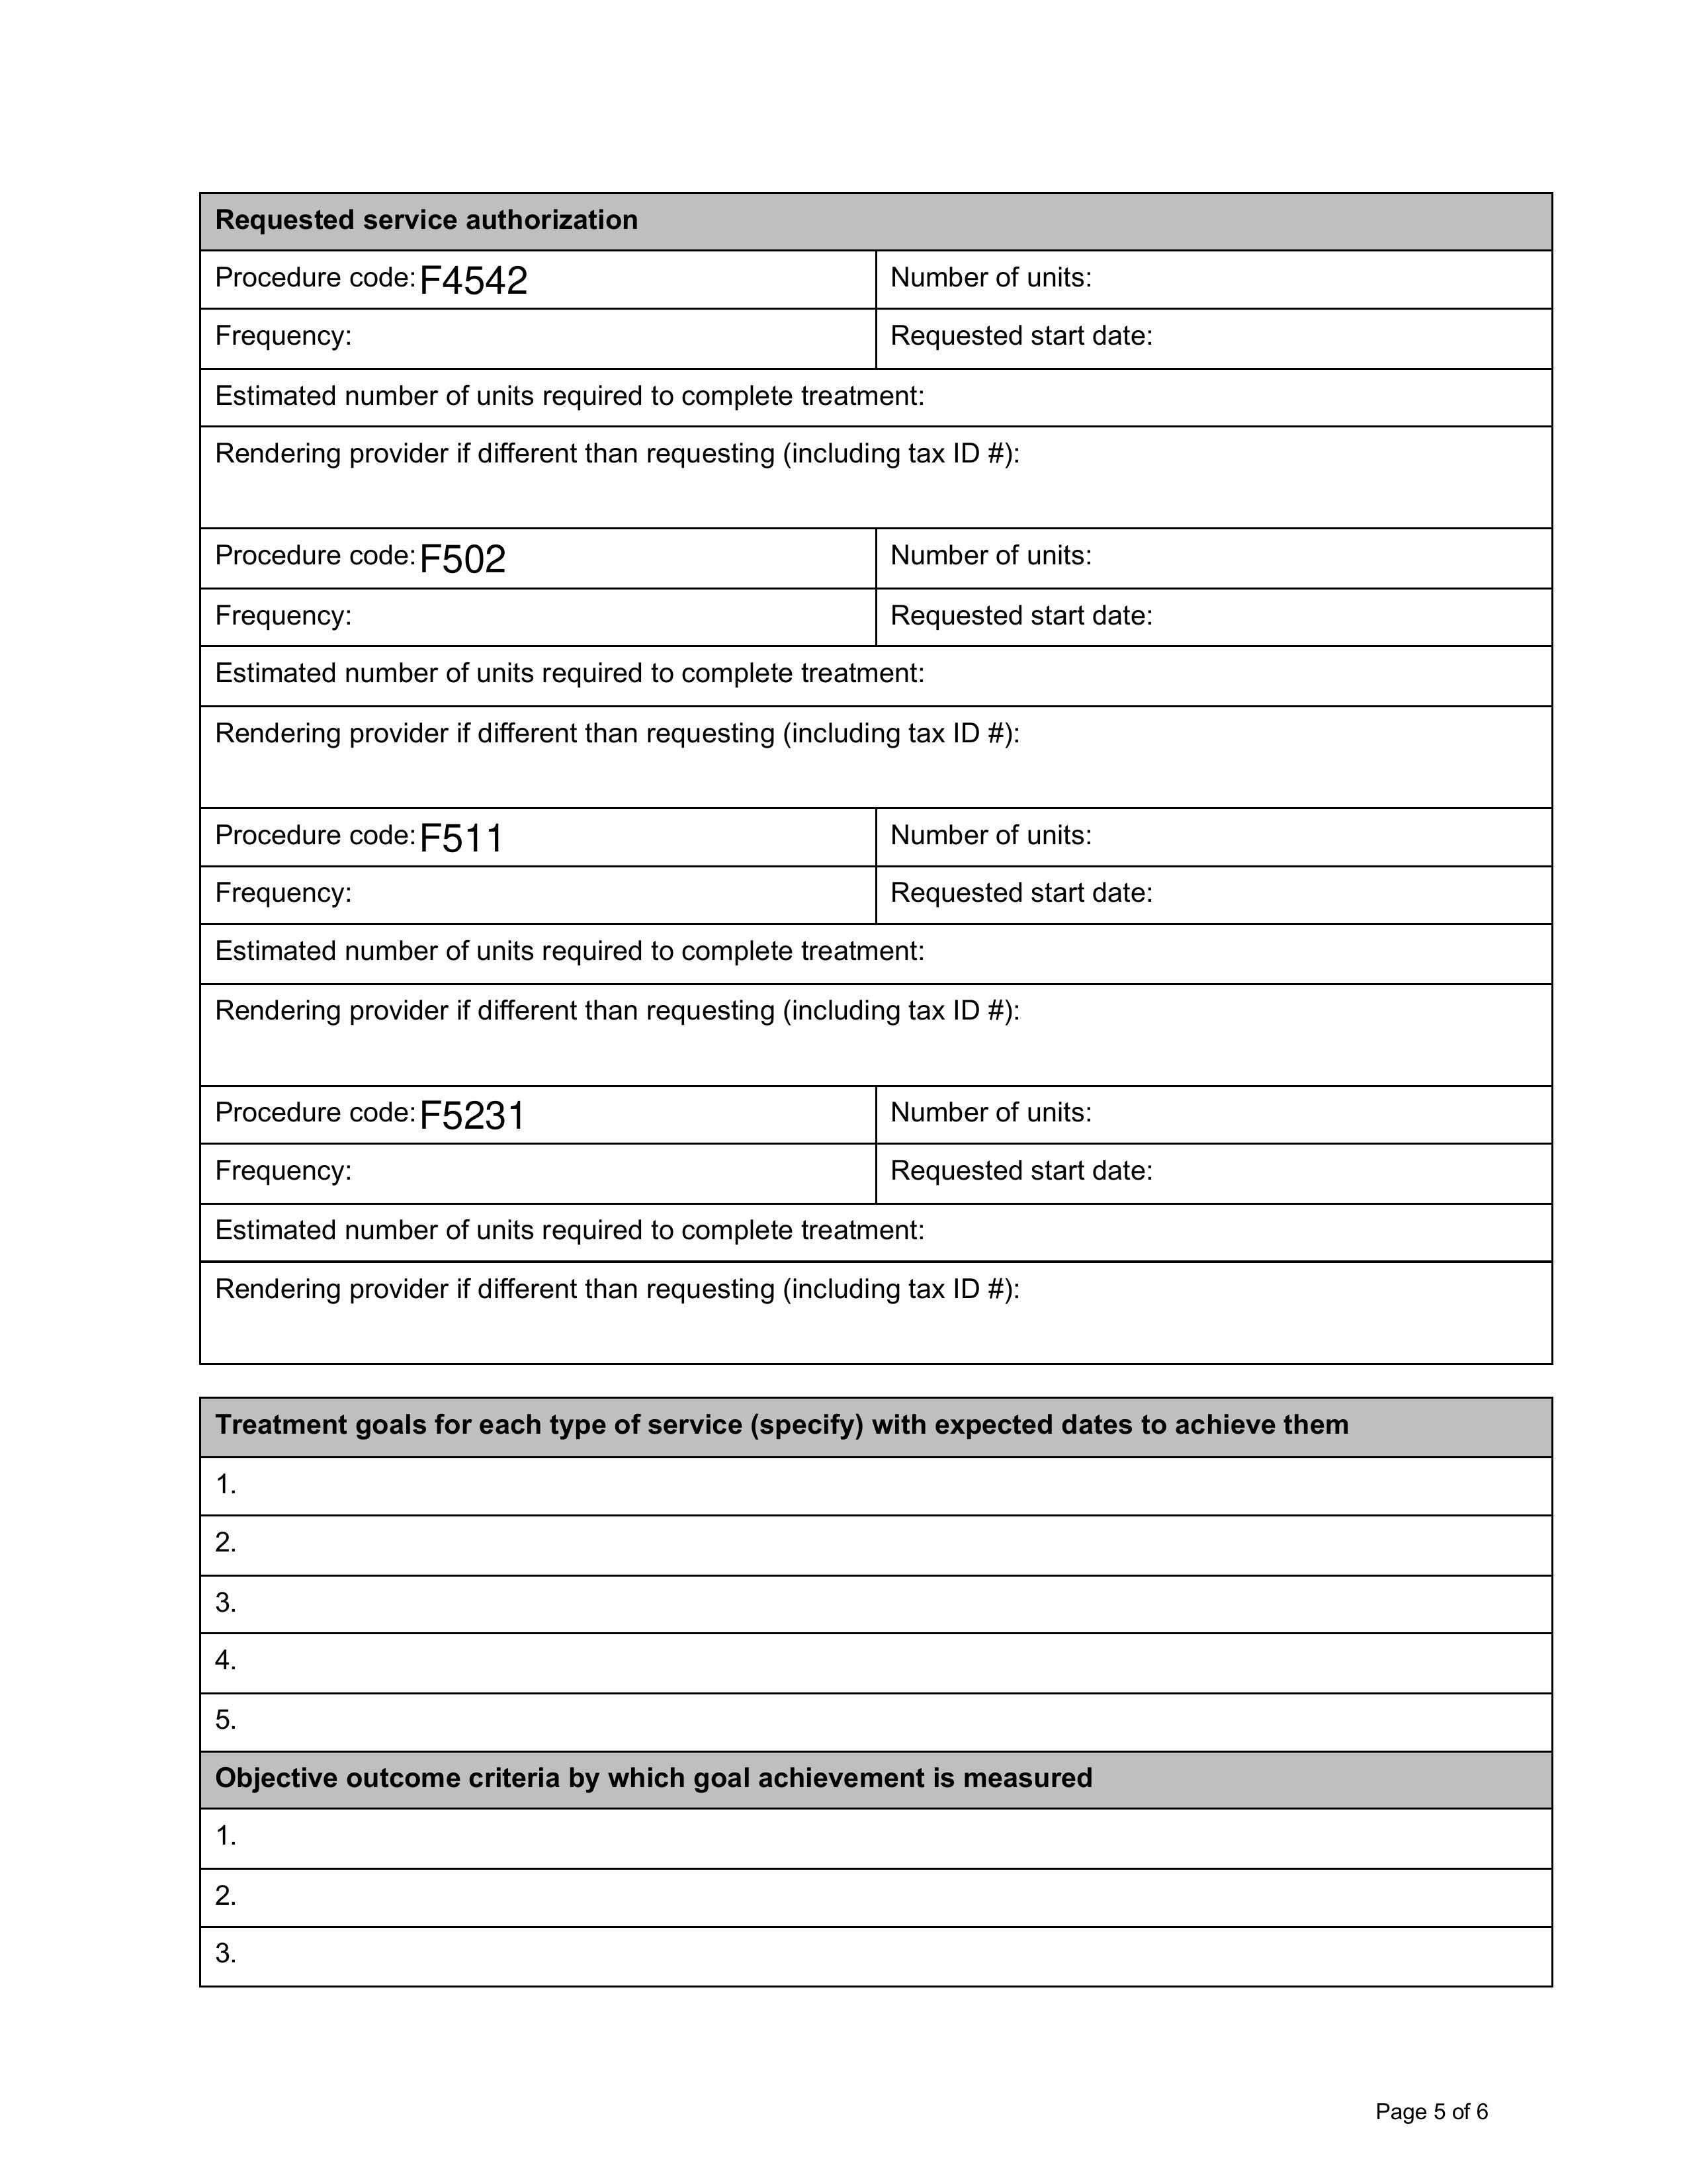 Requested service authorization
Procedure code: F4542
Number of units:
Frequency:
Requested start date:
Estimated number of units required to complete treatment:
Rendering provider if different than requesting (including tax ID #):
Procedure code: F502
Number of units:
Frequency:
Requested start date:
Estimated number of units required to complete treatment:
Rendering provider if different than requesting (including tax ID #):
Procedure code: F511
Number of units:
Frequency:
Requested start date:
Estimated number of units required to complete treatment:
Rendering provider if different than requesting (including tax ID #):
Procedure code: F5231
Number of units:
Frequency:
Requested start date:
Estimated number of units required to complete treatment:
Rendering provider if different than requesting (including tax ID #):
Treatment goals for each type of service (specify) with expected dates to achieve them
1.
2.
3.
4.
5.
Objective outcome criteria by which goal achievement is measured
1.
2.
3.
Page 5 of 6